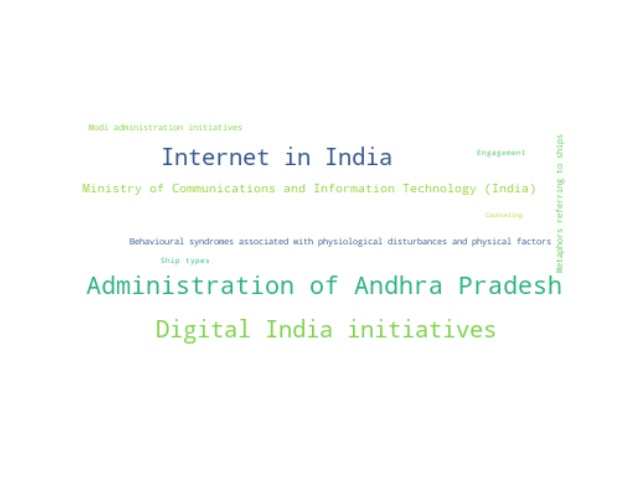 Modi administration initiatives
Internet in India
Engagement
Ministry of Communications and Information Technology (India)
Counseling
Metaphors referring to ships
Behavioural syndromes associated with physiological disturbances and physical factors
Ship types
Administration of Andhra Pradesh
Digital India initiatives